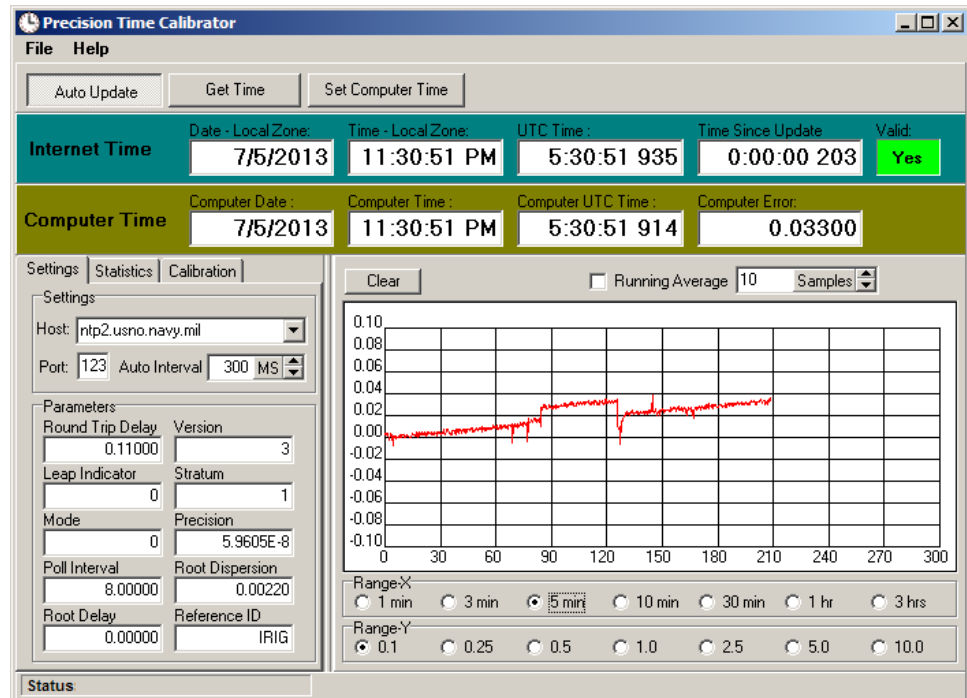 Precision Time Calibrator
File Help
Auto Update Get Time Set Computer Time
Date - Local Zone: Time - Local Zone: UTC Time : Time Since Update Valid:
Internet Time 7/5/2013 11:30:51 PM 5:30:51 935 0:00:00 203 Yes
Computer Date : Computer Time : Computer UTC Time : Computer Error:
Computer Time 7/5/2013 11:30:51 PM 5:30:51 914 0.03300
Settings Statistics Calibration
Settings
Host: ntp2.usno.navy.mil
Port: 123 Auto Interval 300 MS
Parameters
Round Trip Delay Version
0.11000 3
Leap Indicator Stratum
0 1
Mode Precision
0 5.9605E-8
Poll Interval Root Dispersion
8.00000 0.00220
Root Delay Reference ID
0.00000 IRIG
Clear Running Average 10 Samples
0.10
0.08
0.06
0.04
0.02
0.00
-0.02
-0.04
-0.06
-0.08
-0.10
0 30 60 90 120 150 180 210 240 270 300
Range-X
1 min 3 min 5 min 10 min 30 min 1 hr 3 hrs
Range-Y
0.1 0.25 0.5 1.0 2.5 5.0 10.0
Status: